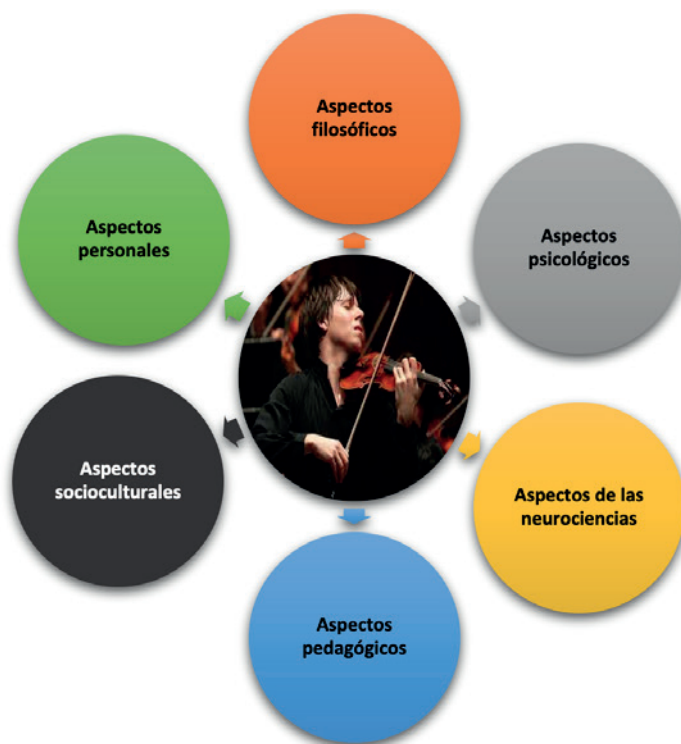 Aspectos
filosóficos
Aspectos
psicológicos
Aspectos de las
neurociencias
Aspectos
pedagógicos
Aspectos
socioculturales
Aspectos
personales